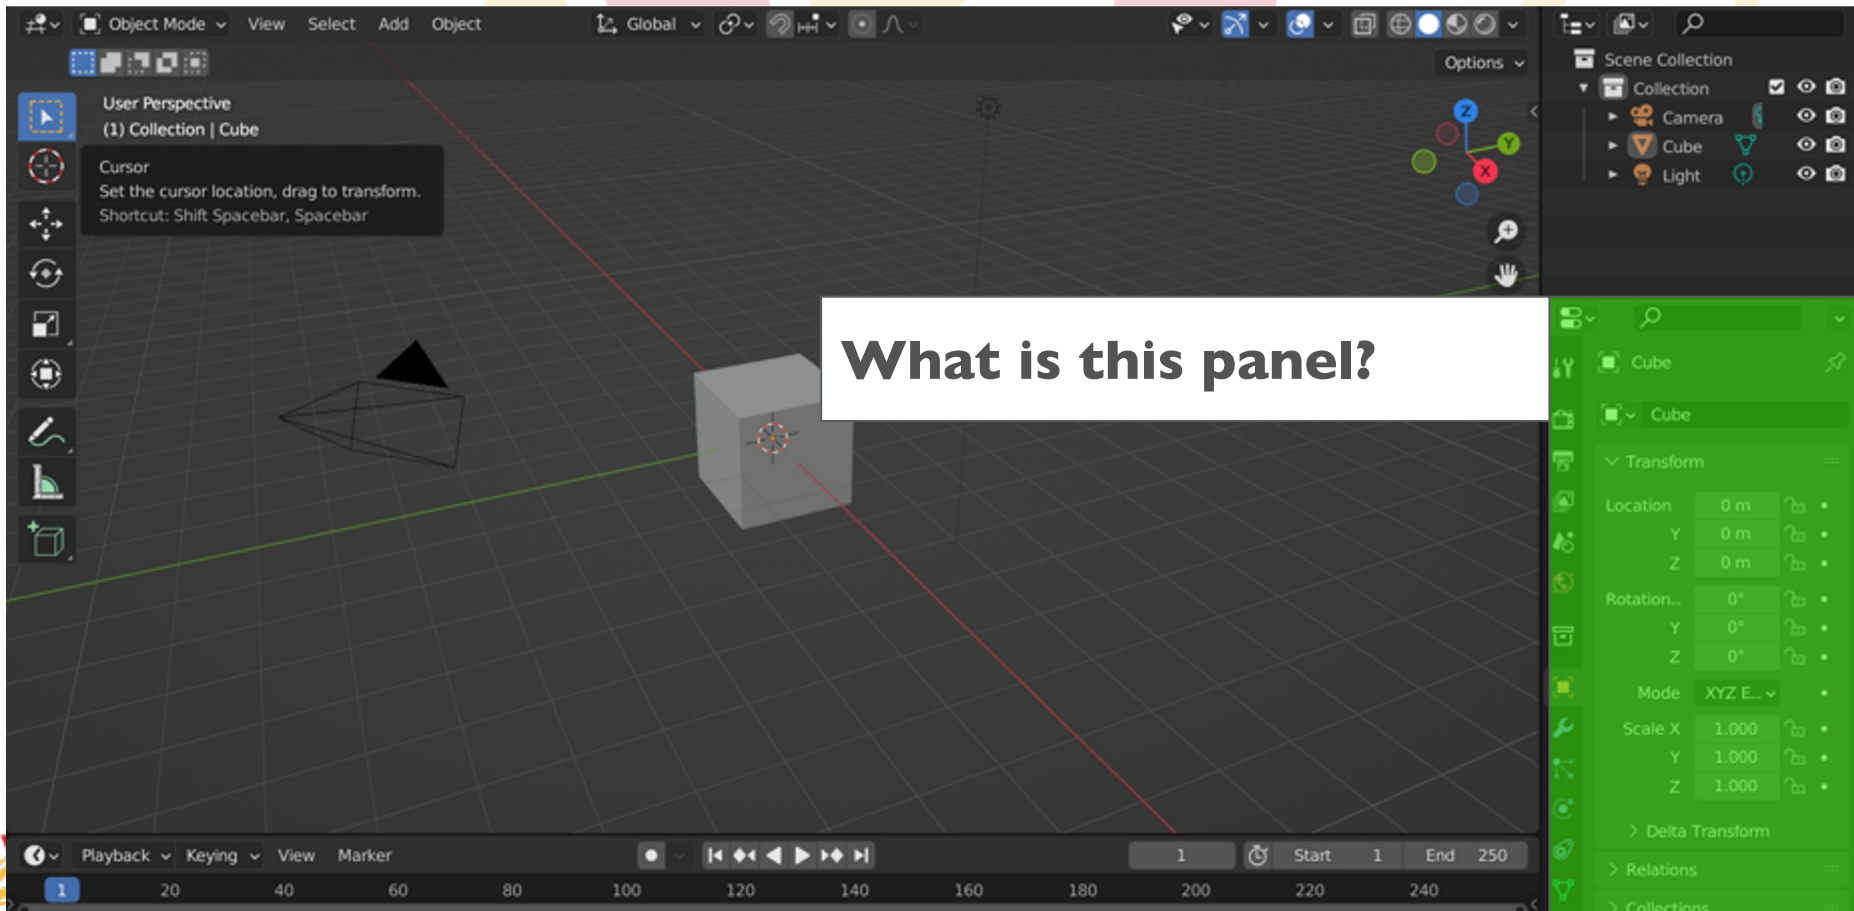 Object Mode View Select Add Object Global
Options
User Perspective
(1) Collection | Cube
Cursor
Set the cursor location, drag to transform.
Shortcut: Shift Spacebar, Spacebar
Z
Y
X
Scene Collection
Collection
Camera
Cube
Light
What is this panel?
Cube
Cube
Transform
Location 0 m
Y 0 m
Z 0 m
Rotation... 0°
Y 0°
Z 0°
Mode XYZ E...
Scale X 1.000
Y 1.000
Z 1.000
Delta Transform
Relations
Collections
Playback Keying View Marker 1 Start 1 End 250
1 20 40 60 80 100 120 140 160 180 200 220 240